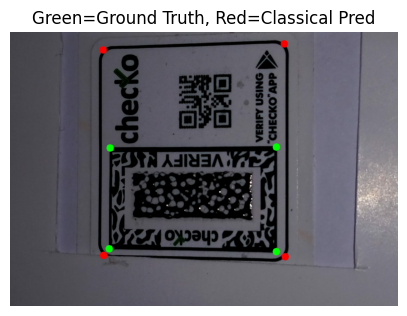 Green=Ground Truth, Red=Classical Pred
checko
VERIFY USING
"CHECKO" APP
VERIFY
checko